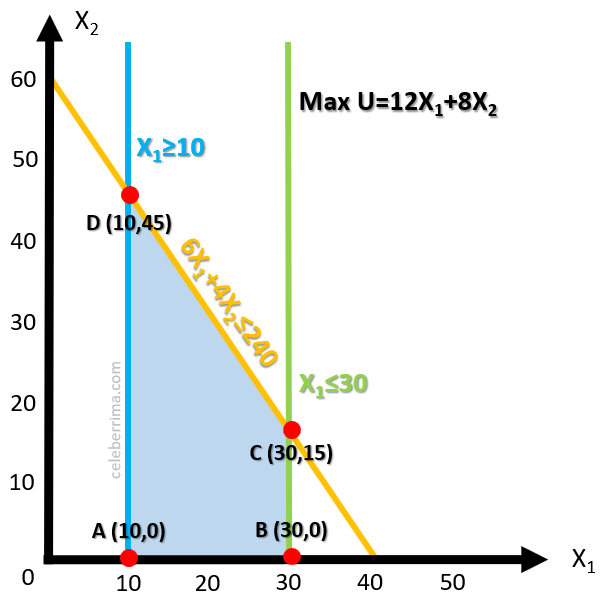 X₂
60
Max U=12X₁+8X₂
X₁≥10
50
D (10,45)
40
6X₁+4X₂≤240
30
X₁≤30
20
celeberrima.com
C (30,15)
10
A (10,0)
B (30,0)
X₁
0
10 20 30 40 50